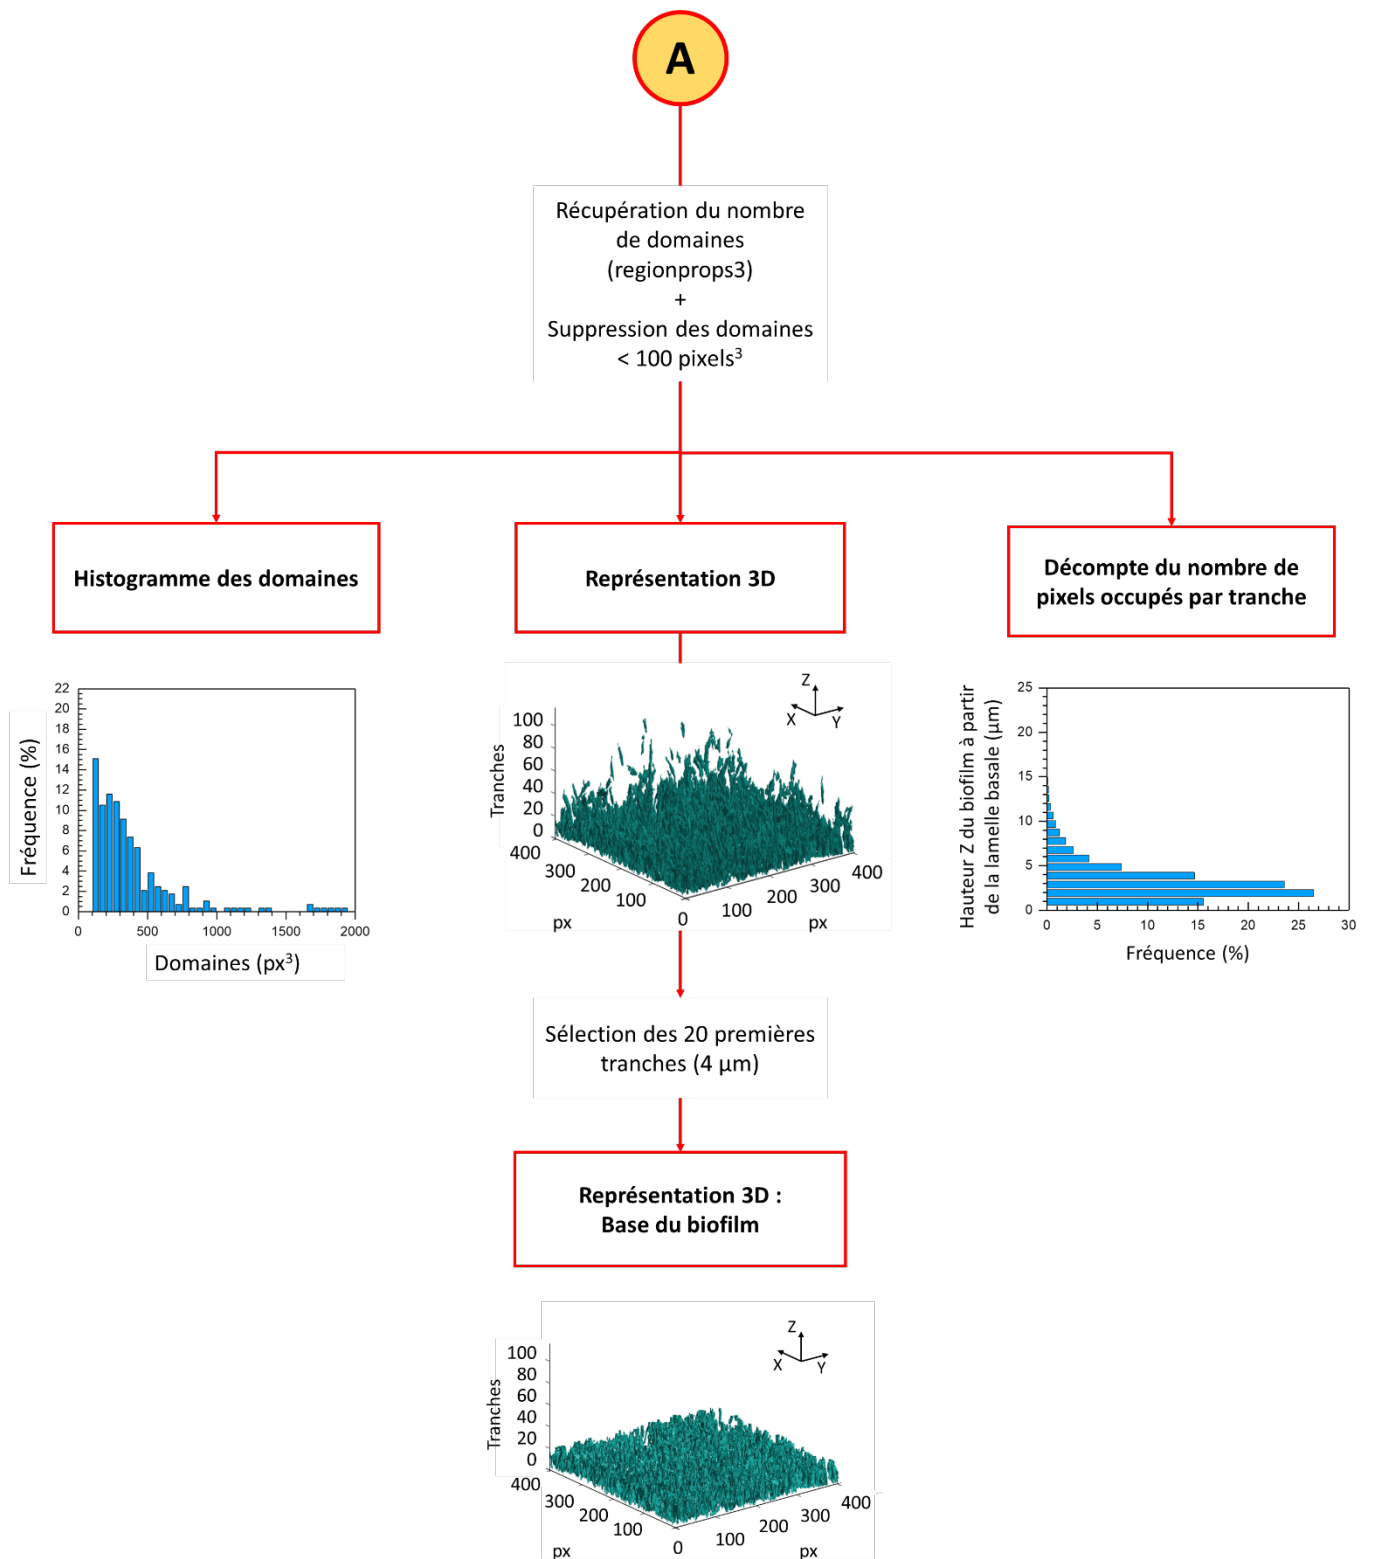 A
Récupération du nombre
de domaines
(regionprops3)
+
Suppression des domaines
< 100 pixels³
Histogramme des domaines
Représentation 3D
Décompte du nombre de
pixels occupés par tranche
Fréquence (%)
22
20
18
16
14
12
10
8
6
4
2
0
0 500 1000 1500 2000
Domaines (px³)
Z
X
Y
Tranches
100
80
60
40
20
0
400
300
200
100
0
100
200
300
400
px
px
Hauteur Z du biofilm à partir
de la lamelle basale (µm)
25
20
15
10
5
0
0 5 10 15 20 25 30
Fréquence (%)
Sélection des 20 premières
tranches (4 µm)
Représentation 3D :
Base du biofilm
Z
X
Y
Tranches
100
80
60
40
20
0
400
300
200
100
0
100
200
300
400
px
px